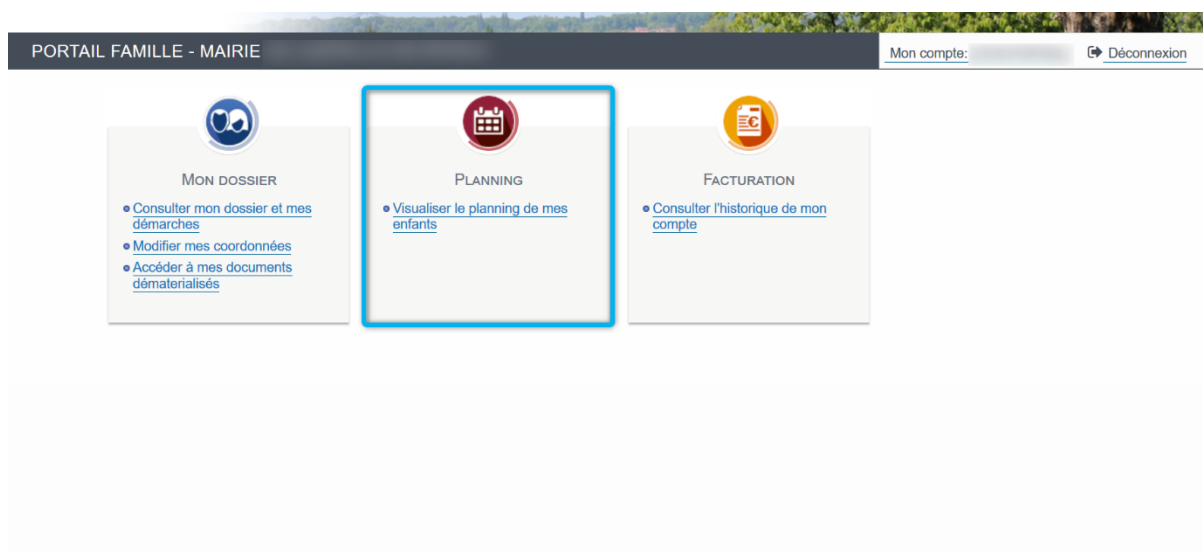 PORTAIL FAMILLE - MAIRIE
Mon compte:
Déconnexion
MON DOSSIER
Consulter mon dossier et mes
démarches
Modifier mes coordonnées
Accéder à mes documents
dématerialisés
PLANNING
Visualiser le planning de mes
enfants
FACTURATION
Consulter l'historique de mon
compte